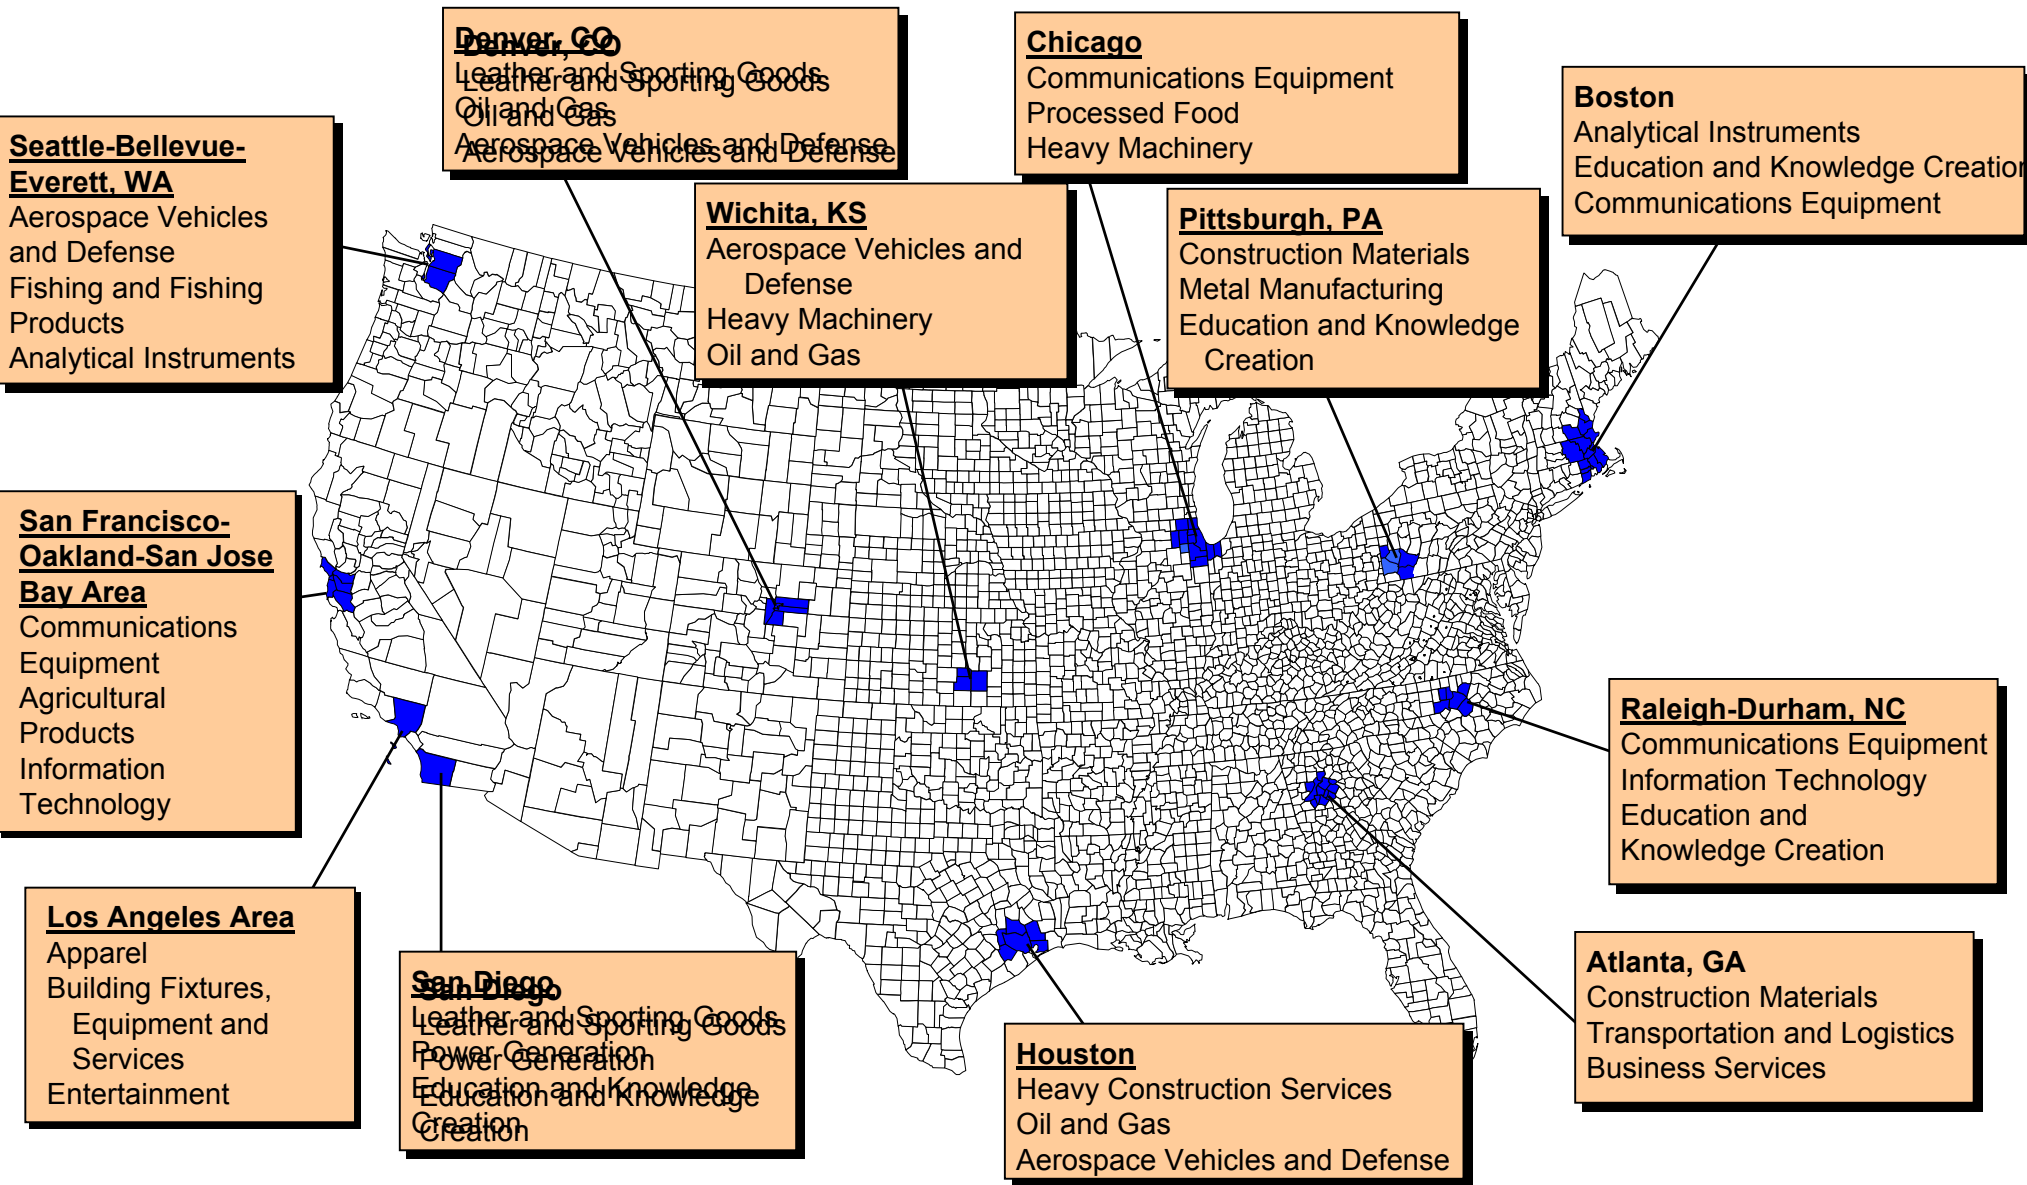 Denver, CO
Leather and Sporting Goods
Oil and Gas
Aerospace Vehicles and Defense
Chicago
Communications Equipment
Processed Food
Heavy Machinery
Boston
Analytical Instruments
Education and Knowledge Creation
Communications Equipment
Seattle-Bellevue-
Everett, WA
Aerospace Vehicles
and Defense
Fishing and Fishing
Products
Analytical Instruments
Wichita, KS
Aerospace Vehicles and
Defense
Heavy Machinery
Oil and Gas
Pittsburgh, PA
Construction Materials
Metal Manufacturing
Education and Knowledge
Creation
San Francisco-
Oakland-San Jose
Bay Area
Communications
Equipment
Agricultural
Products
Information
Technology
Raleigh-Durham, NC
Communications Equipment
Information Technology
Education and
Knowledge Creation
Los Angeles Area
Apparel
Building Fixtures,
Equipment and
Services
Entertainment
San Diego
Leather and Sporting Goods
Power Generation
Education and Knowledge
Creation
Houston
Heavy Construction Services
Oil and Gas
Aerospace Vehicles and Defense
Atlanta, GA
Construction Materials
Transportation and Logistics
Business Services